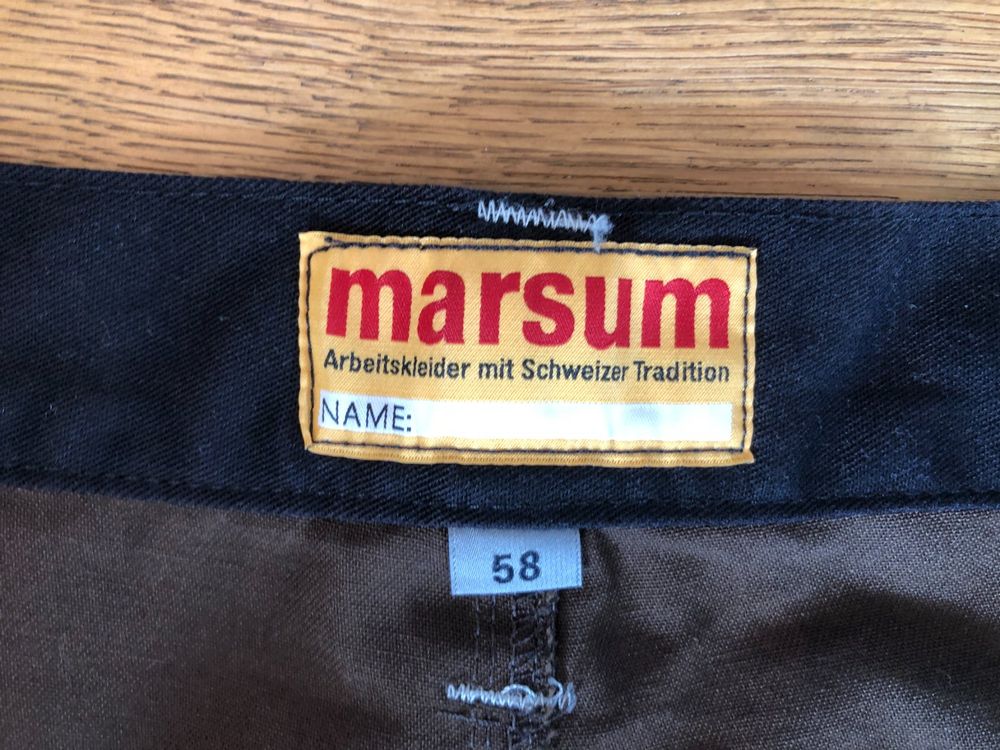 marsum
Arbeitskleider mit Schweizer Tradition
NAME:
58